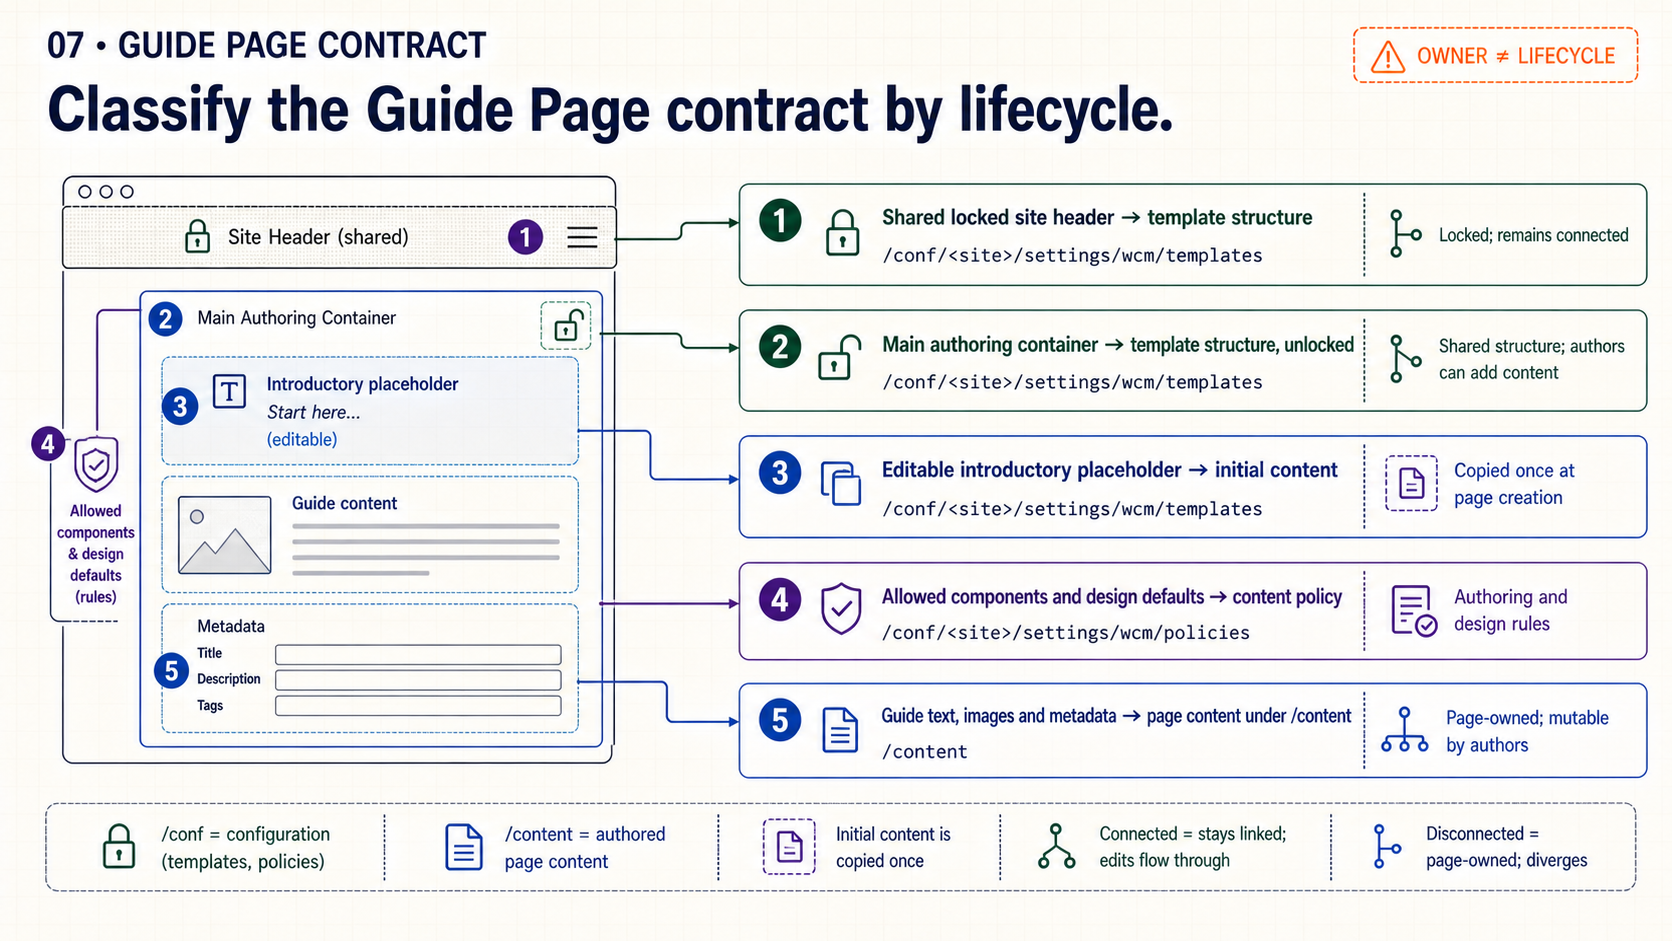 07 • GUIDE PAGE CONTRACT
OWNER ≠ LIFECYCLE
Classify the Guide Page contract by lifecycle.
Site Header (shared)
1
2
Main Authoring Container
3
T
Introductory placeholder
Start here...
(editable)
4
Allowed
components
& design
defaults
(rules)
Guide content
Metadata
Title
5
Description
Tags
1
Shared locked site header → template structure
/conf/<site>/settings/wcm/templates
Locked; remains connected
2
Main authoring container → template structure, unlocked
/conf/<site>/settings/wcm/templates
Shared structure; authors
can add content
3
Editable introductory placeholder → initial content
/conf/<site>/settings/wcm/templates
Copied once at
page creation
4
Allowed components and design defaults → content policy
/conf/<site>/settings/wcm/policies
Authoring and
design rules
5
Guide text, images and metadata → page content under /content
/content
Page-owned; mutable
by authors
/conf = configuration
(templates, policies)
/content = authored
page content
Initial content is
copied once
Connected = stays linked;
edits flow through
Disconnected =
page-owned; diverges